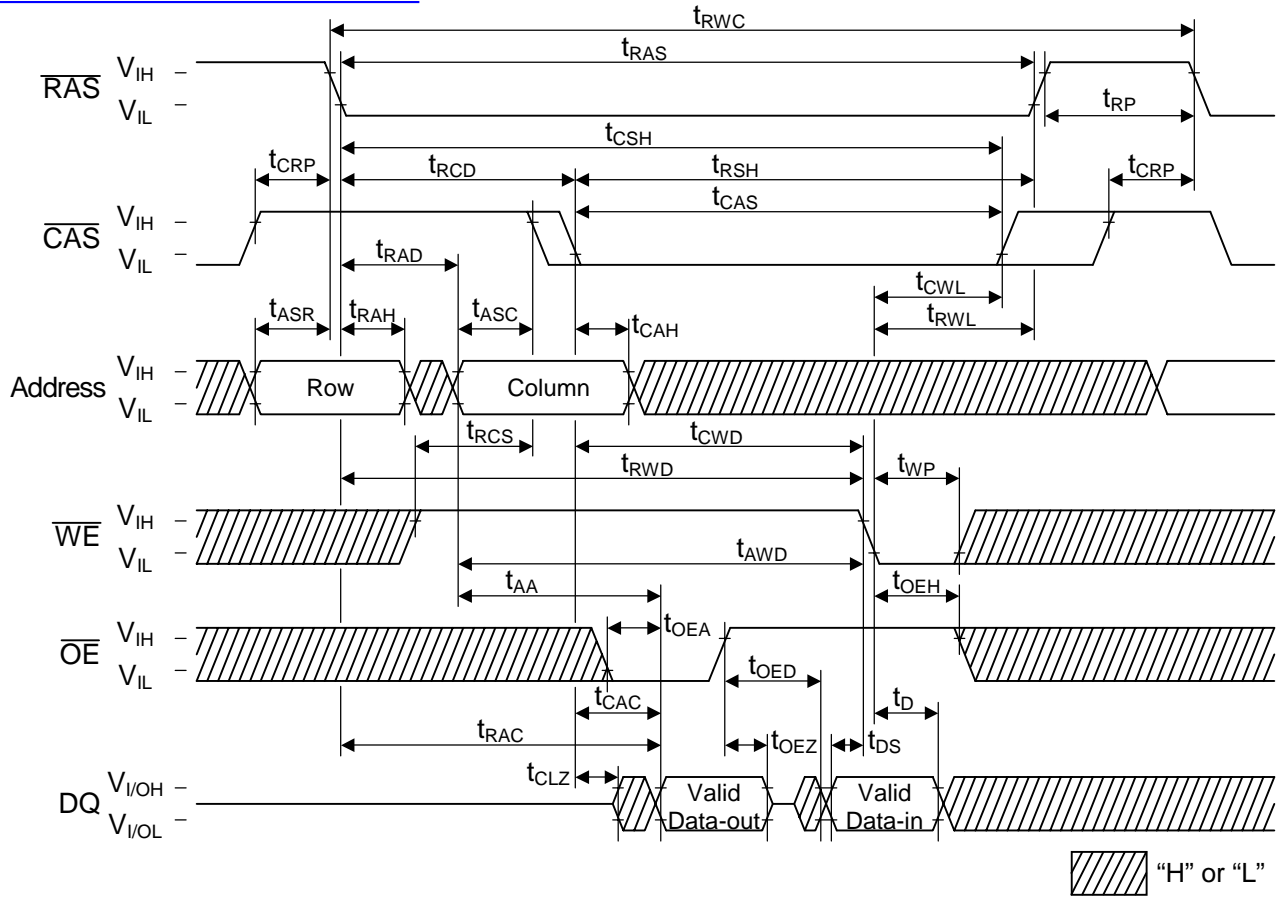 tRWC
tRAS
RAS VIH
VIL
tRP
tCSH
tCRP tRCD tRSH tCRP
tCAS
CAS VIH
VIL
tRAD
tCWL
tASR tRAH tASC tCAH tRWL
Address VIH
VIL
Row Column
tRCS tCWD
tRWD tWP
WE VIH
VIL
tAWD
tAA tOEH
tOEA
OE VIH
VIL
tOED
tCAC tD
tRAC tOEZ tDS
tCLZ
DQ VI/OH
VI/OL
Valid Data-out
Valid Data-in
“H” or “L”